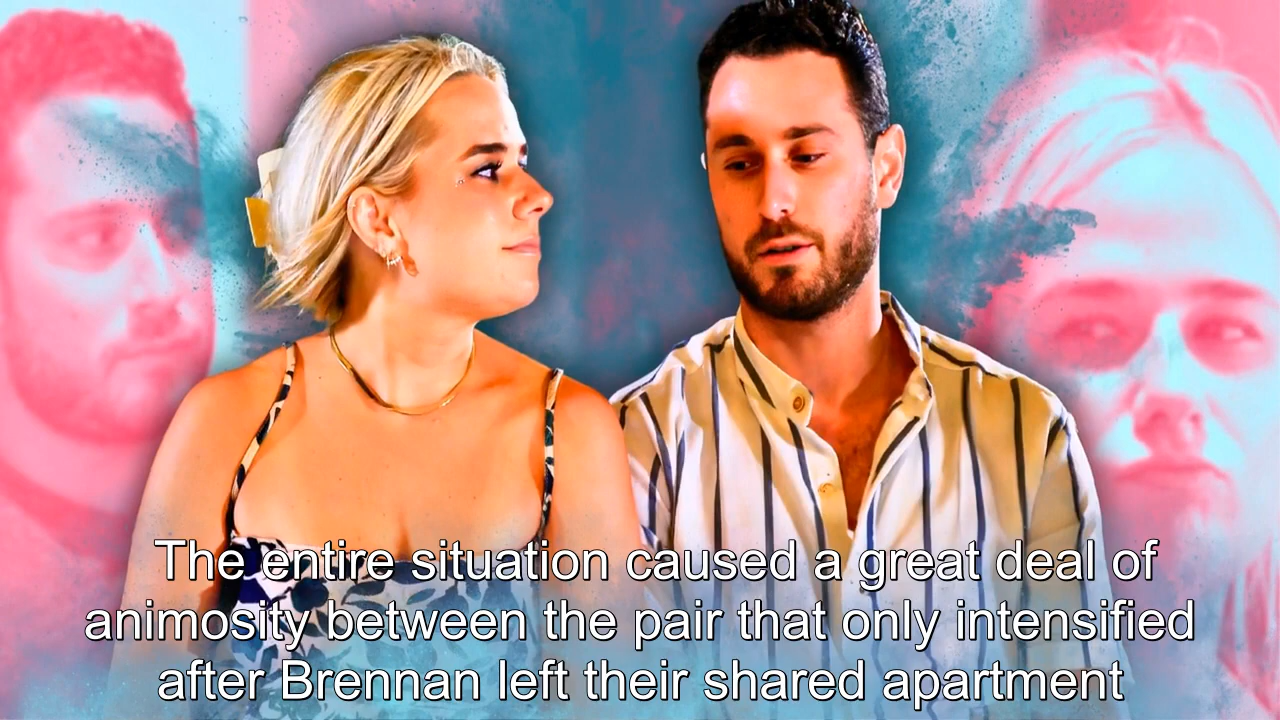 The entire situation caused a great deal of
animosity between the pair that only intensified
after Brennan left their shared apartment